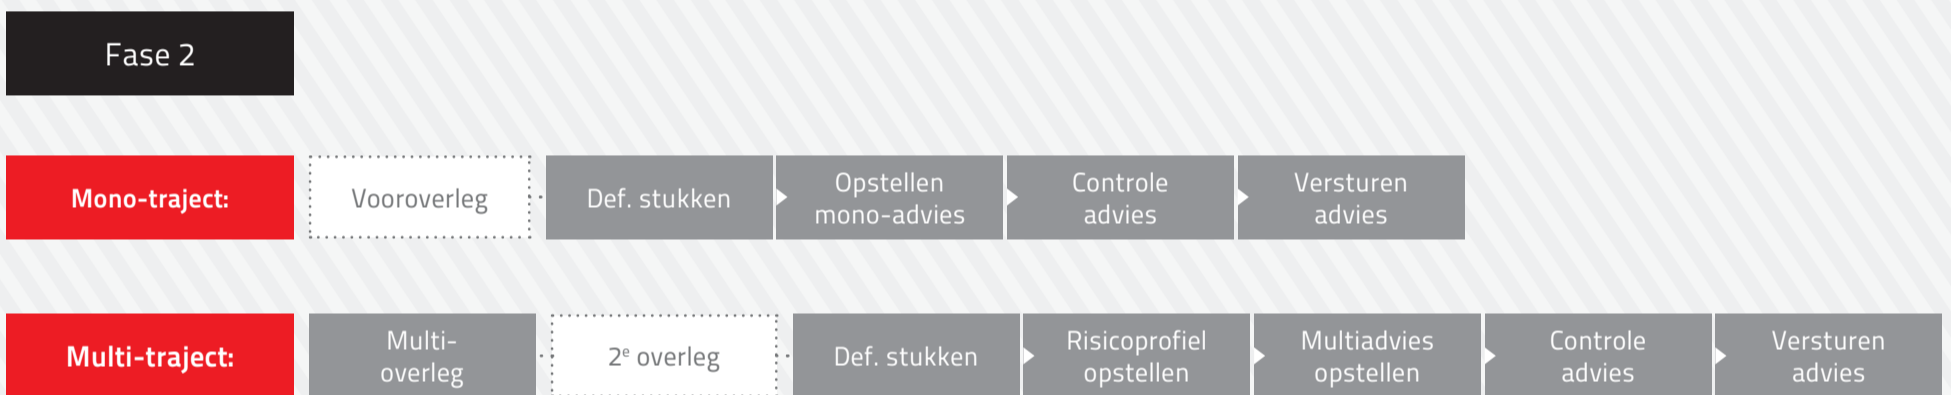 Fase 2
Mono-traject:
Vooroverleg
Def. stukken
Opstellen
mono-advies
Controle
advies
Versturen
advies
Multi-traject:
Multi-
overleg
2e overleg
Def. stukken
Risicoprofiel
opstellen
Multiadvies
opstellen
Controle
advies
Versturen
advies